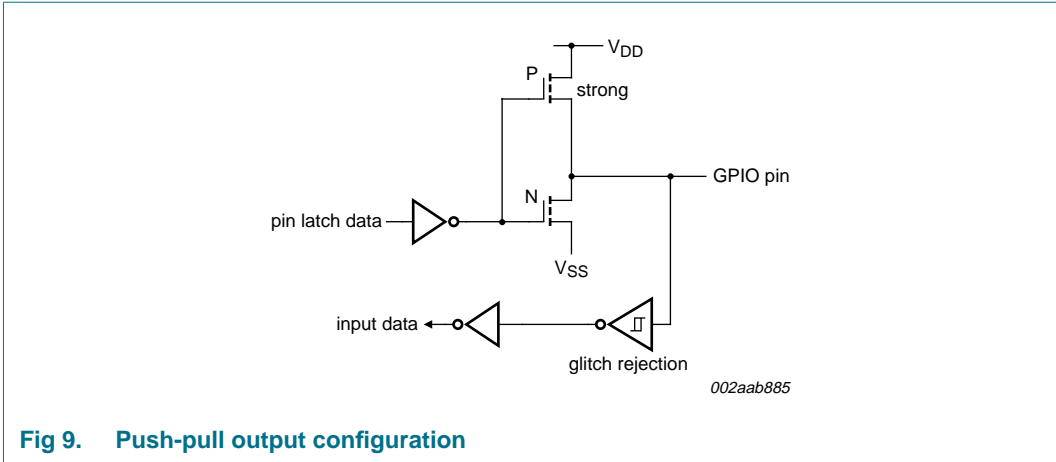 VDD
P
strong
GPIO pin
N
pin latch data
VSS
input data
glitch rejection
002aab885
Fig 9. Push-pull output configuration